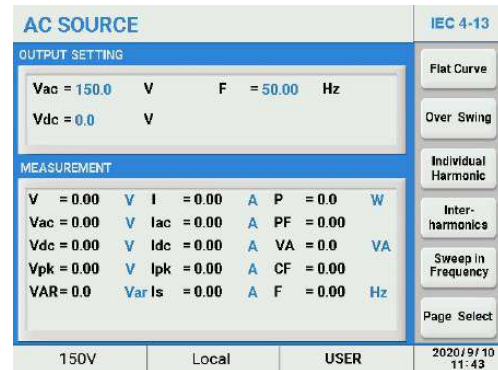 AC SOURCE
IEC 4-13
OUTPUT SETTING
Vac = 150.0 V F = 50.00 Hz
Vdc = 0.0 V
MEASUREMENT
V = 0.00 V I = 0.00 A P = 0.0 W
Vac = 0.00 V Iac = 0.00 A PF = 0.00
Vdc = 0.00 V Idc = 0.00 A VA = 0.0 VA
Vpk = 0.00 V Ipk = 0.00 A CF = 0.00
VAR= 0.0 Var Is = 0.00 A F = 0.00 Hz
Flat Curve
Over Swing
Individual
Harmonic
Inter-
harmonics
Sweep in
Frequency
Page Select
150V Local USER
2020/9/10
11:43